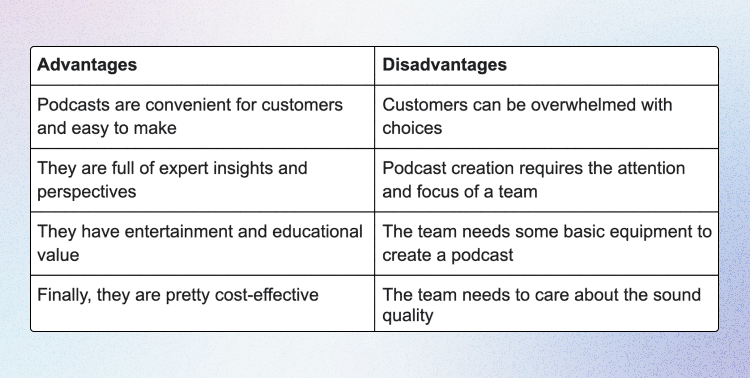 Advantages
Disadvantages
Podcasts are convenient for customers
and easy to make
Customers can be overwhelmed with
choices
They are full of expert insights and
perspectives
Podcast creation requires the attention
and focus of a team
They have entertainment and educational
value
The team needs some basic equipment to
create a podcast
Finally, they are pretty cost-effective
The team needs to care about the sound
quality